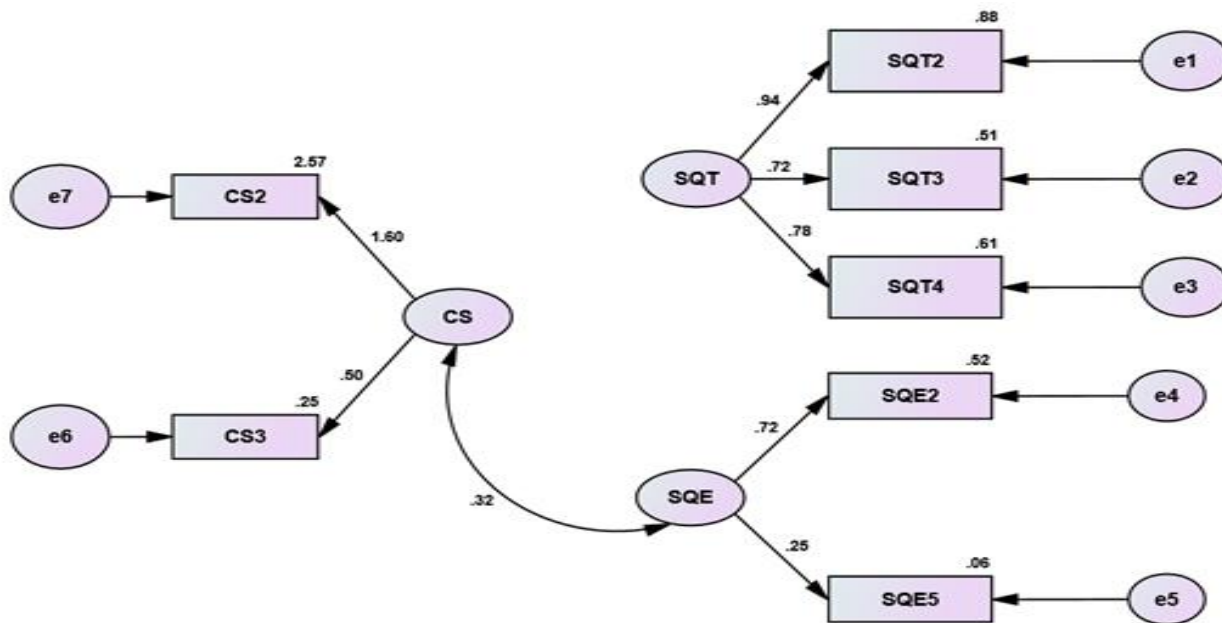 .88
SQT2
e1
.94
.51
SQT
.72
SQT3
e2
.78
.61
SQT4
e3
2.57
e7
CS2
1.60
CS
.50
.25
e6
CS3
.32
.52
SQE2
e4
.72
SQE
.25
.06
SQE5
e5